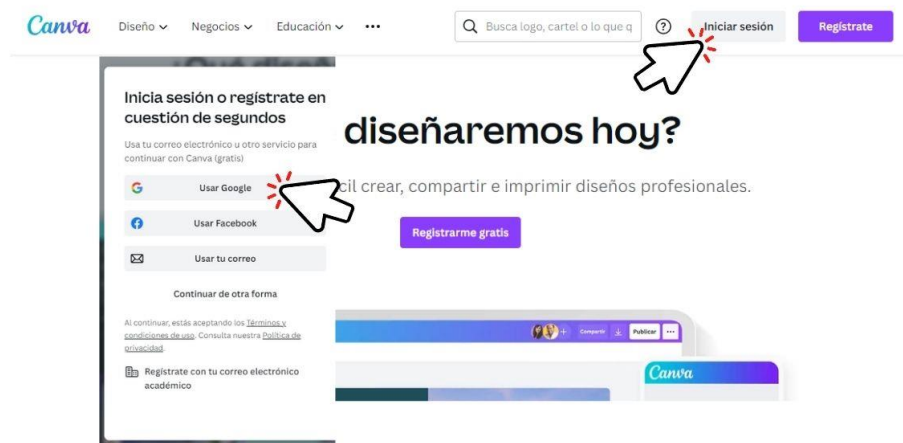 Canva
Diseño
Negocios
Educación
Busca logo, cartel o lo que q
Iniciar sesión
Regístrate
Inicia sesión o regístrate en
cuestión de segundos
Usa tu correo electrónico u otro servicio para
continuar con Canva (gratis)
Usar Google
Usar Facebook
Usar tu correo
Continuar de otra forma
Al continuar, estás aceptando los Términos y
condiciones de uso. Consulta nuestra Política de
privacidad.
Regístrate con tu correo electrónico
académico
diseñaremos hoy?
cil crear, compartir e imprimir diseños profesionales.
Registrarme gratis
Compartir
Publicar
Canva